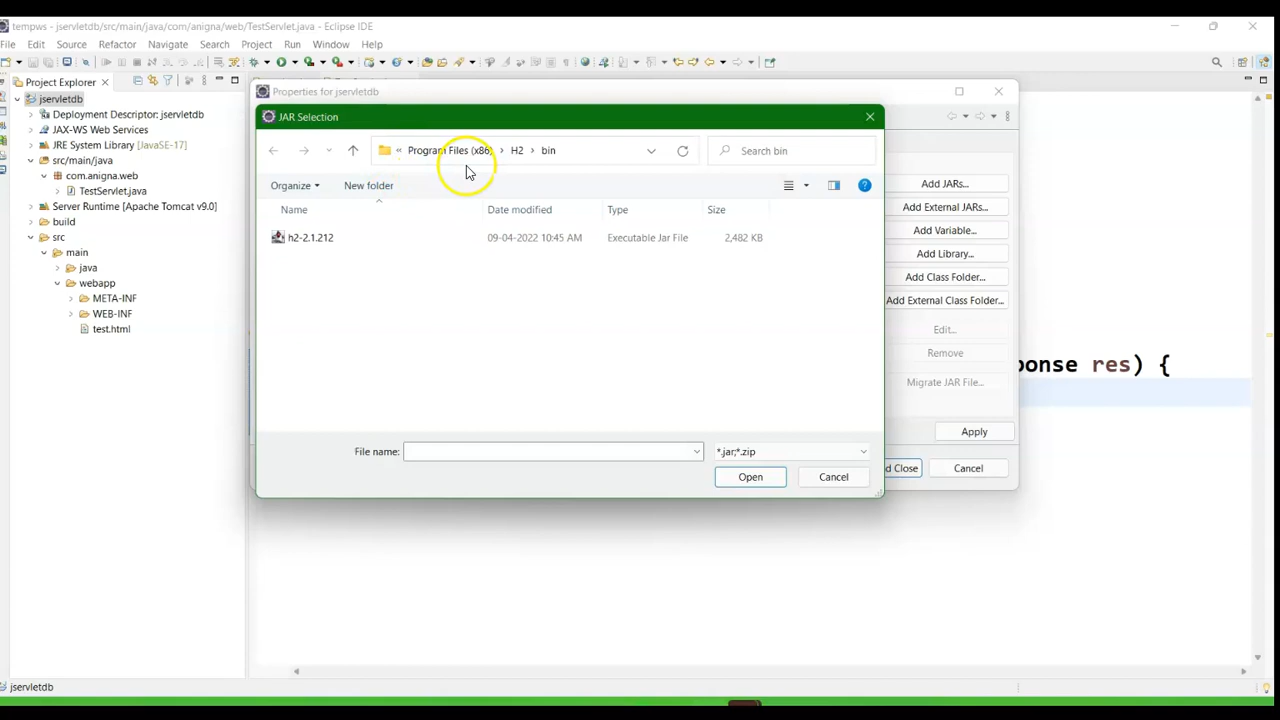 tempws - jservletdb/src/main/java/com/anigna/web/TestServlet.java - Eclipse IDE
File Edit Source Refactor Navigate Search Project Run Window Help
Project Explorer
jservletdb
Deployment Descriptor: jservletdb
JAX-WS Web Services
JRE System Library [JavaSE-17]
src/main/java
com.anigna.web
TestServlet.java
Server Runtime [Apache Tomcat v9.0]
build
src
main
java
webapp
META-INF
WEB-INF
test.html
Properties for jservletdb
JAR Selection
« Program Files (x86) › H2 › bin
Search bin
Organize
New folder
Name Date modified Type Size
h2-2.1.212 09-04-2022 10:45 AM Executable Jar File 2,482 KB
File name:
*.jar;*.zip
Open
Cancel
Add JARs...
Add External JARs...
Add Variable...
Add Library...
Add Class Folder...
Add External Class Folder...
Edit...
Remove
Migrate JAR File...
Apply
d Close
Cancel
ponse res) {
jservletdb